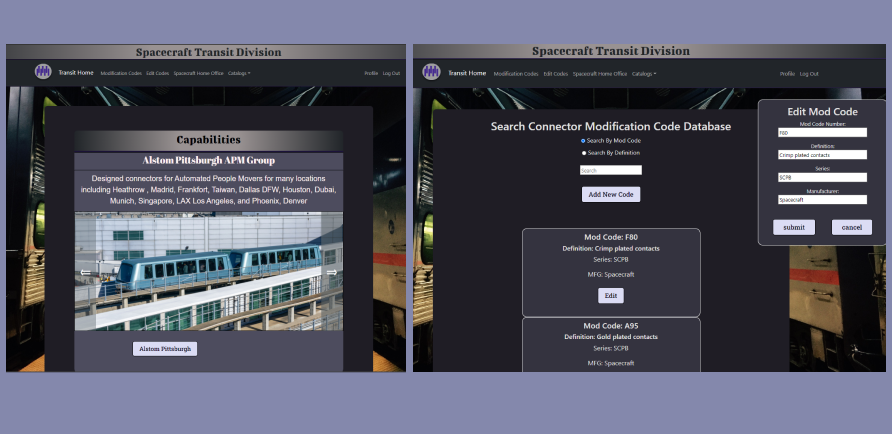 Spacecraft Transit Division
Transit Home Modification Codes Edit Codes Spacecraft Home Office Catalogs Profile Log Out
Capabilities
Alstom Pittsburgh APM Group
Designed connectors for Automated People Movers for many locations
including Heathrow , Madrid, Frankfort, Taiwan, Dallas DFW, Houston, Dubai,
Munich, Singapore, LAX Los Angeles, and Phoenix, Denver
Alstom Pittsburgh
Spacecraft Transit Division
Transit Home Modification Codes Edit Codes Spacecraft Home Office Catalogs Profile Log Out
Search Connector Modification Code Database
Search By Mod Code
Search By Definition
Search
Add New Code
Mod Code: F80
Definition: Crimp plated contacts
Series: SCPB
MFG: Spacecraft
Edit
Mod Code: A95
Definition: Gold plated contacts
Series: SCPB
MFG: Spacecraft
Edit Mod Code
Mod Code Number:
F80
Definition:
Crimp plated contacts
Series:
SCPB
Manufacturer:
Spacecraft
submit cancel